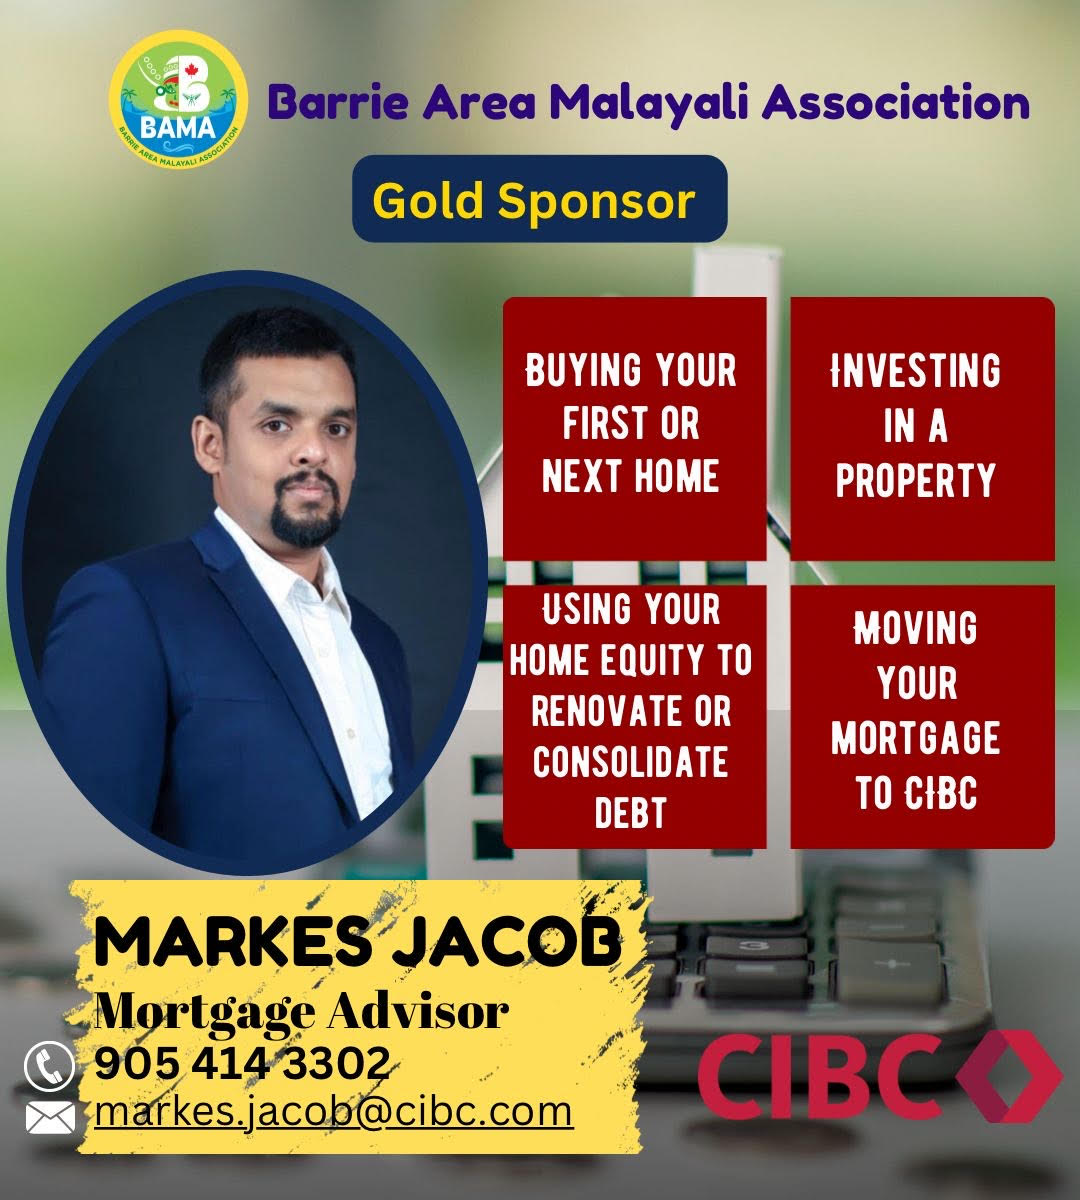 BAMA
BARRIE AREA MALAYALI ASSOCIATION
Barrie Area Malayali Association
Gold Sponsor
BUYING YOUR
FIRST OR
NEXT HOME
INVESTING
IN A
PROPERTY
USING YOUR
HOME EQUITY TO
RENOVATE OR
CONSOLIDATE
DEBT
MOVING
YOUR
MORTGAGE
TO CIBC
MARKES JACOB
Mortgage Advisor
905 414 3302
markes.jacob@cibc.com
CIBC
3
+